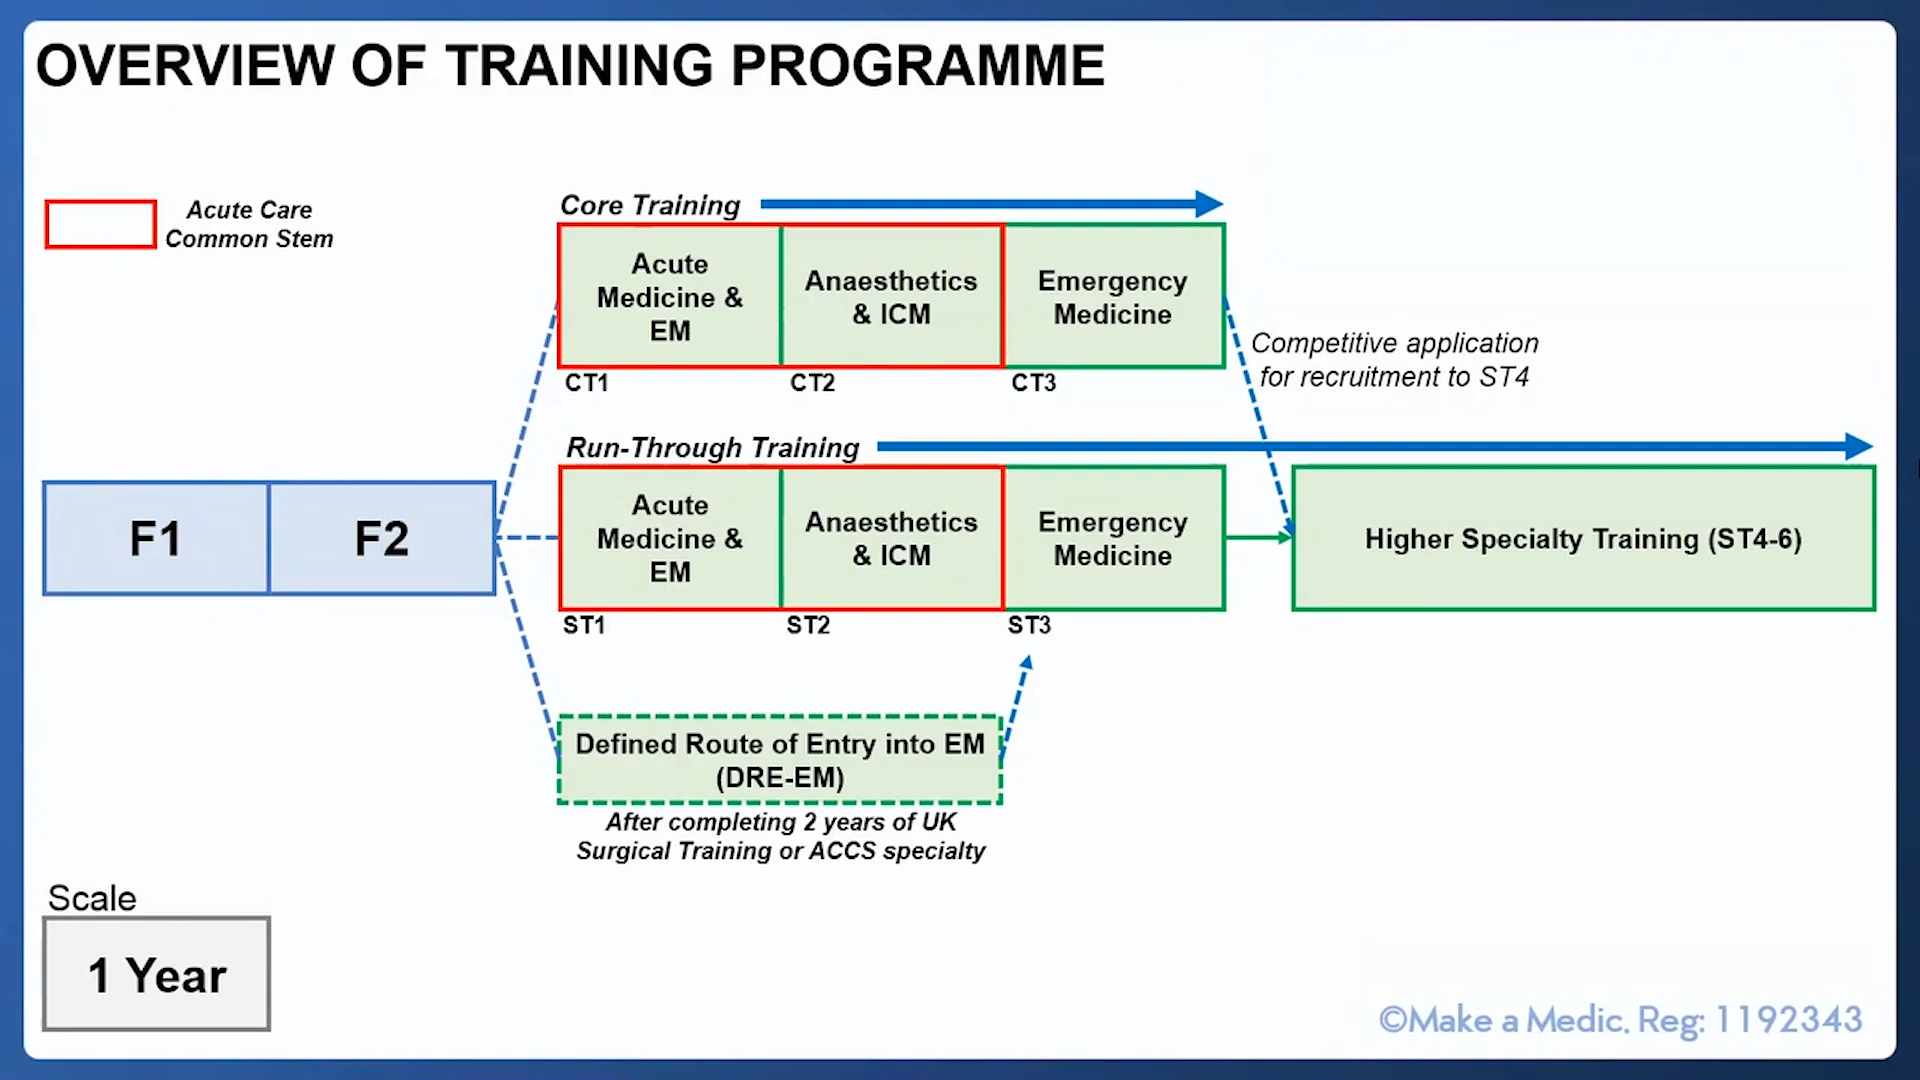 OVERVIEW OF TRAINING PROGRAMME
Acute Care
Common Stem
Core Training
Acute
Medicine &
EM
Anaesthetics
& ICM
Emergency
Medicine
CT1
CT2
CT3
Competitive application
for recruitment to ST4
Run-Through Training
F1
F2
Acute
Medicine &
EM
Anaesthetics
& ICM
Emergency
Medicine
Higher Specialty Training (ST4-6)
ST1
ST2
ST3
Defined Route of Entry into EM
(DRE-EM)
After completing 2 years of UK
Surgical Training or ACCS specialty
Scale
1 Year
©Make a Medic. Reg: 1192343